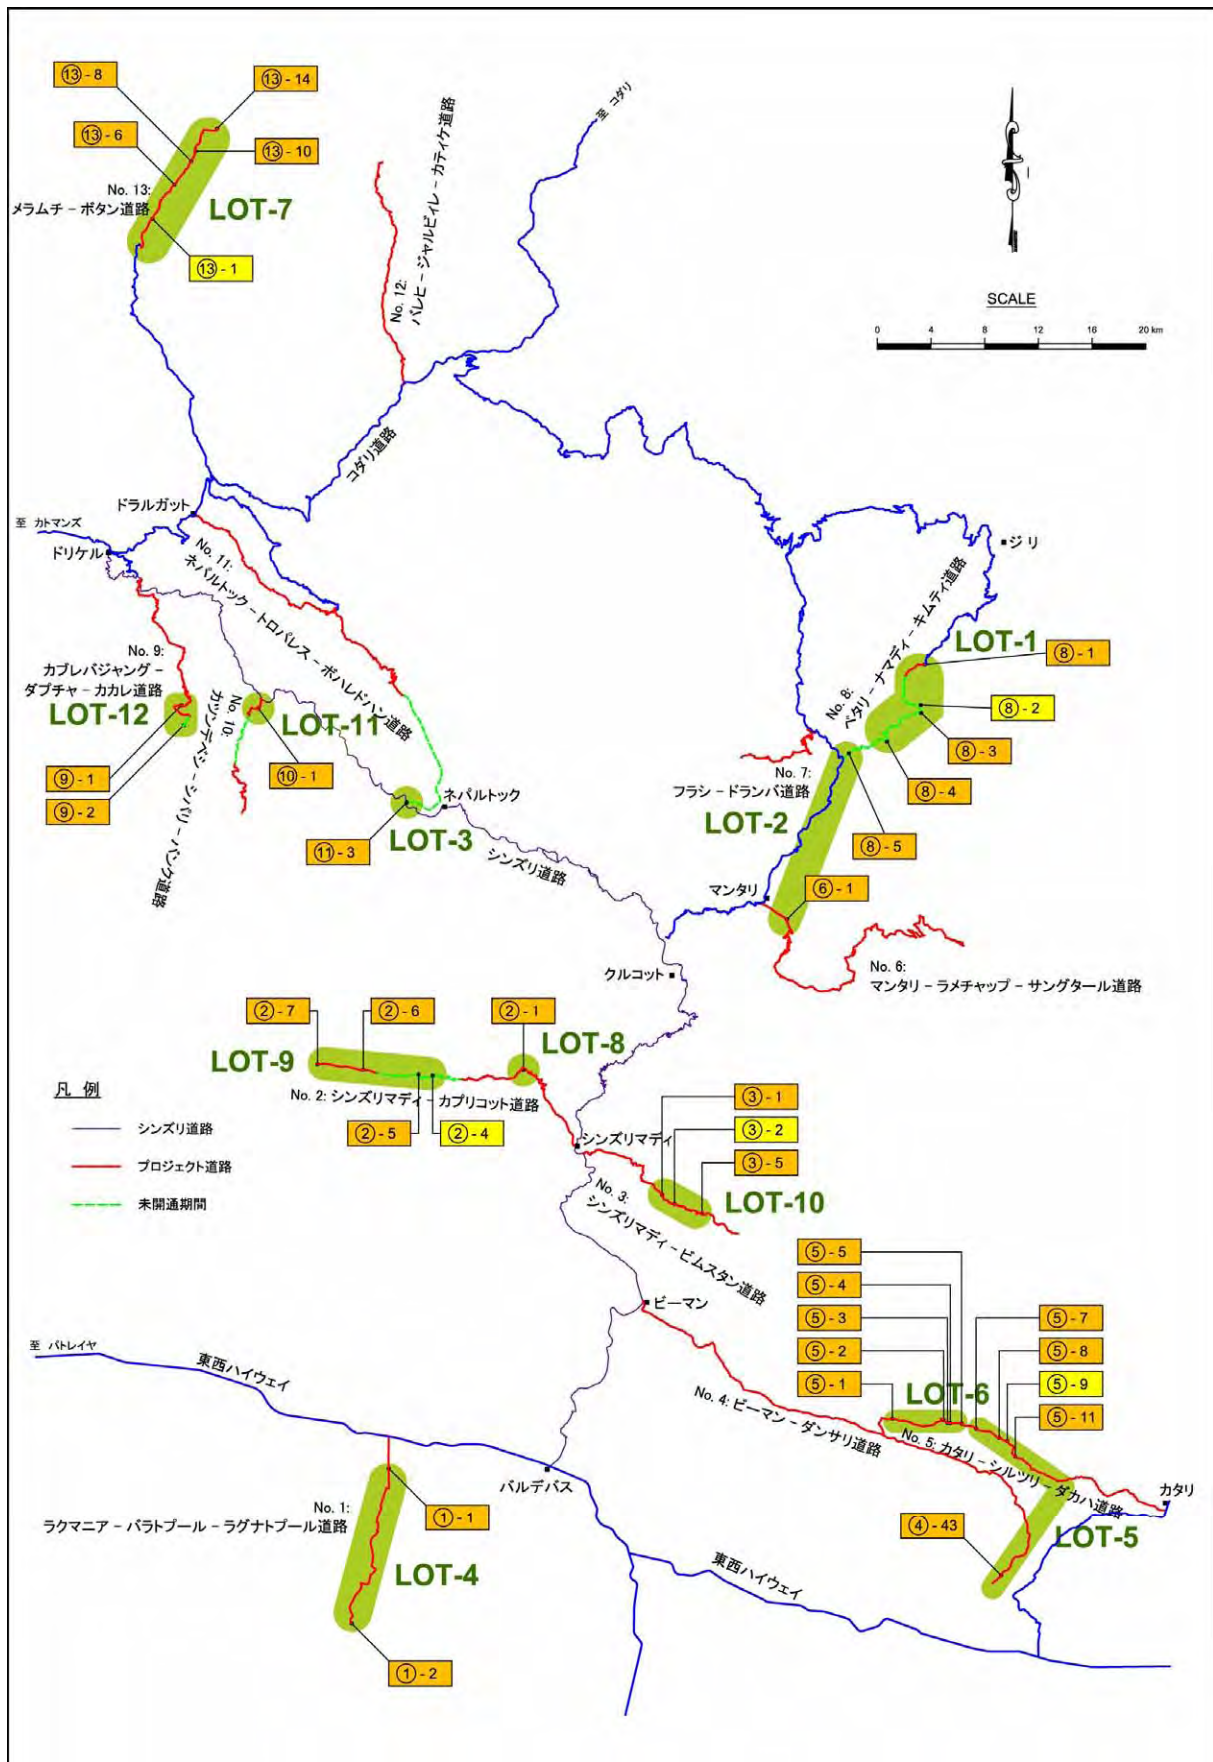 ⑬ - 8
⑬ - 14
⑬ - 6
⑬ - 10
No. 13:
メラムチ − ボタン道路
LOT-7
⑬ - 1
No. 12:
バレヒ − ジャルビィレ − カティケ道路
至 コダリ
SCALE
0 4 8 12 16 20 km
コダリ道路
ドラルガット
至 カトマンズ
ドリケル
No. 11:
ネパルトック − トロパレス − ボハレドハン道路
ジリ
No. 8:
ベタリ − ナマディ − キムティ道路
LOT-1
⑧ - 1
⑧ - 2
⑧ - 3
⑧ - 4
⑧ - 5
No. 9:
カブレバジャング −
ダプチャ − カカレ道路
LOT-12
⑨ - 1
⑨ - 2
No. 10:
カツンデベシ − シパリ − バンク道路
LOT-11
⑩ - 1
ネパルトック
LOT-3
⑪ - 3
シンズリ道路
No. 7:
フラシ − ドランバ道路
LOT-2
マンタリ
⑥ - 1
No. 6:
マンタリ − ラメチャップ − サングタール道路
クルコット
② - 7
② - 6
② - 1
LOT-9
LOT-8
No. 2: シンズリマディ − カプリコット道路
② - 5
② - 4
凡 例
シンズリ道路
プロジェクト道路
未開通期間
シンズリマディ
③ - 1
③ - 2
③ - 5
LOT-10
No. 3:
シンズリマディ − ビムスタン道路
ビーマン
⑤ - 5
⑤ - 4
⑤ - 3
⑤ - 2
⑤ - 1
⑤ - 7
⑤ - 8
⑤ - 9
⑤ - 11
LOT-6
No. 4: ビーマン − ダンサリ道路
No. 5: カタリ − シルツリ − ダカハ道路
カタリ
④ - 43
LOT-5
至 パトレイヤ
東西ハイウェイ
バルデバス
東西ハイウェイ
No. 1:
ラクマニア − バラトプール − ラグナトプール道路
① - 1
LOT-4
① - 2